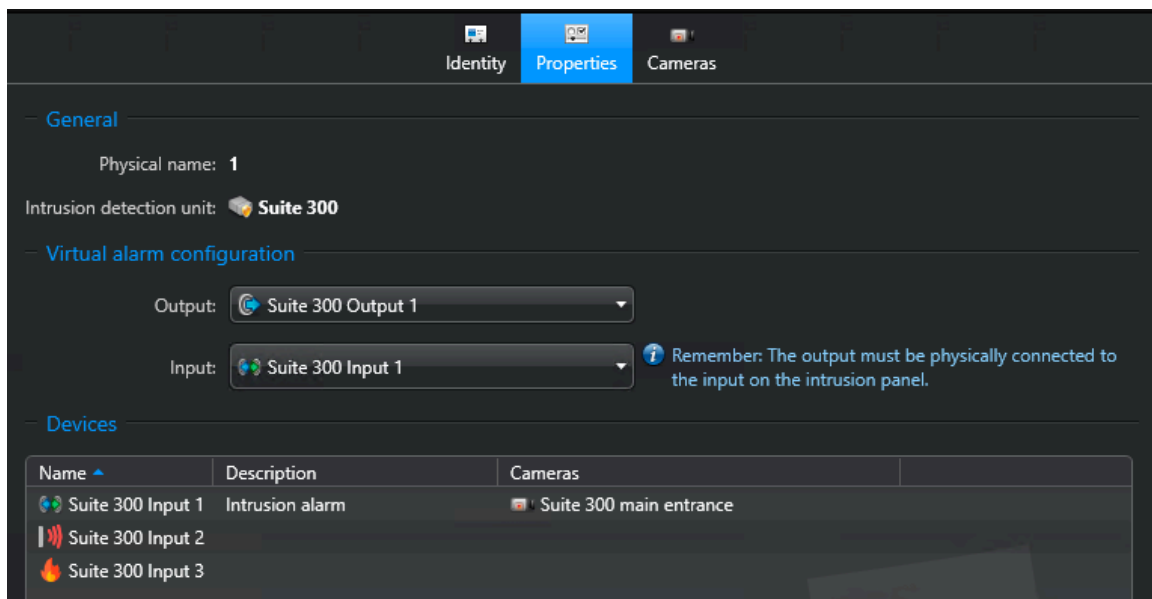 Identity Properties Cameras
General
Physical name: 1
Intrusion detection unit: Suite 300
Virtual alarm configuration
Output: Suite 300 Output 1
Input: Suite 300 Input 1
Remember: The output must be physically connected to
the input on the intrusion panel.
Devices
Name Description Cameras
Suite 300 Input 1 Intrusion alarm Suite 300 main entrance
Suite 300 Input 2
Suite 300 Input 3